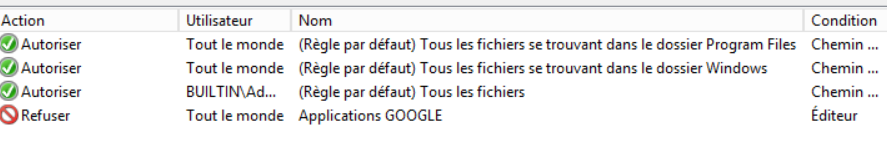 Action Utilisateur Nom Condition
Autoriser Tout le monde (Règle par défaut) Tous les fichiers se trouvant dans le dossier Program Files Chemin ...
Autoriser Tout le monde (Règle par défaut) Tous les fichiers se trouvant dans le dossier Windows Chemin ...
Autoriser BUILTIN\Ad... (Règle par défaut) Tous les fichiers Chemin ...
Refuser Tout le monde Applications GOOGLE Éditeur